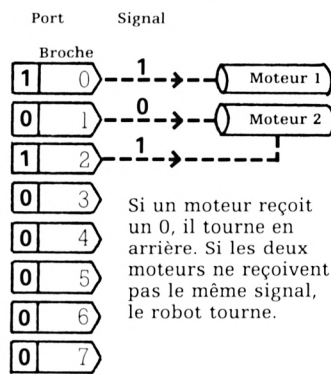 Port Signal
Broche
1 0 1 Moteur 1
0 1 0 Moteur 2
1 2 1
0 3
0 4
0 5
0 6
0 7
Si un moteur reçoit
un 0, il tourne en
arrière. Si les deux
moteurs ne reçoivent
pas le même signal,
le robot tourne.